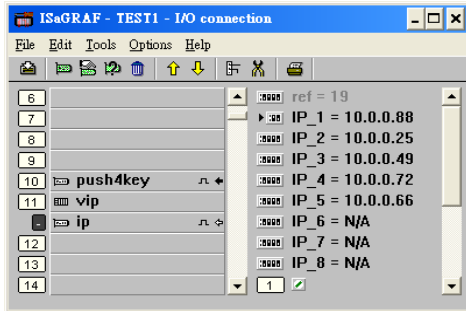 ISaGRAF - TEST1 - I/O connection
File Edit Tools Options Help
6
7
8
9
10 push4key
11 vip
ip
12
13
14
ref = 19
IP_1 = 10.0.0.88
IP_2 = 10.0.0.25
IP_3 = 10.0.0.49
IP_4 = 10.0.0.72
IP_5 = 10.0.0.66
IP_6 = N/A
IP_7 = N/A
IP_8 = N/A
1